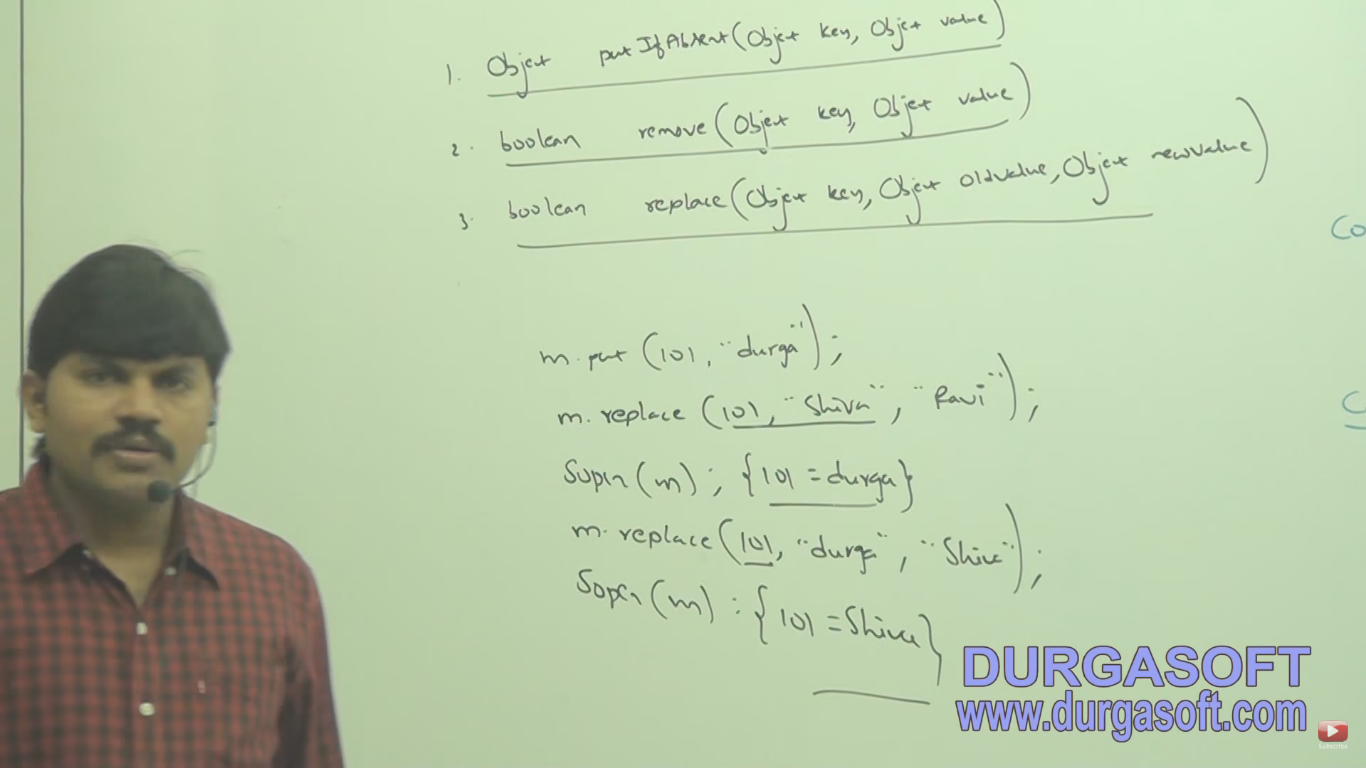 1. Object putIfAbsent(Object key, Object value)
2. boolean remove(Object key, Object value)
3. boolean replace(Object key, Object oldvalue, Object newvalue)
Co
m.put (101, "durga");
m.replace (101, "Shiva", "Ravi");
C
Sopln(m); {101=durga}
m.replace(101, "durga", "Shiva");
Sopln(m): {101=Shiva}
DURGASOFT
www.durgasoft.com
Subscribe